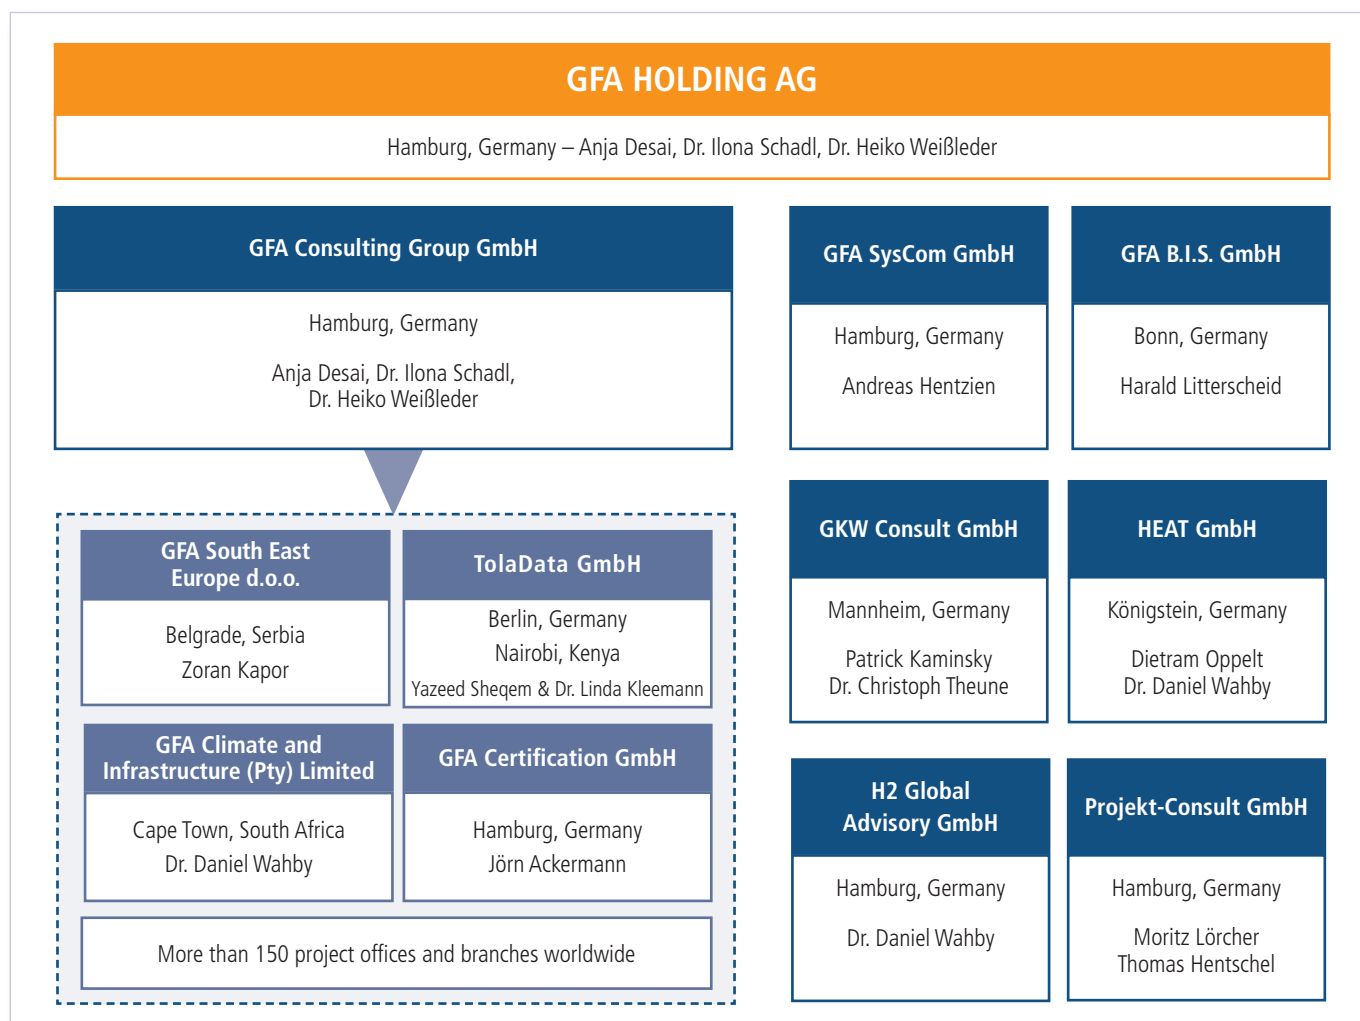 GFA HOLDING AG
Hamburg, Germany – Anja Desai, Dr. Ilona Schadl, Dr. Heiko Weißleder
GFA Consulting Group GmbH
Hamburg, Germany
Anja Desai, Dr. Ilona Schadl,
Dr. Heiko Weißleder
GFA South East
Europe d.o.o.
Belgrade, Serbia
Zoran Kapor
TolaData GmbH
Berlin, Germany
Nairobi, Kenya
Yazeed Sheqem & Dr. Linda Kleemann
GFA Climate and
Infrastructure (Pty) Limited
Cape Town, South Africa
Dr. Daniel Wahby
GFA Certification GmbH
Hamburg, Germany
Jörn Ackermann
More than 150 project offices and branches worldwide
GFA SysCom GmbH
Hamburg, Germany
Andreas Hentzien
GFA B.I.S. GmbH
Bonn, Germany
Harald Litterscheid
GKW Consult GmbH
Mannheim, Germany
Patrick Kaminsky
Dr. Christoph Theune
HEAT GmbH
Königstein, Germany
Dietram Oppelt
Dr. Daniel Wahby
H2 Global
Advisory GmbH
Hamburg, Germany
Dr. Daniel Wahby
Projekt-Consult GmbH
Hamburg, Germany
Moritz Lörcher
Thomas Hentschel